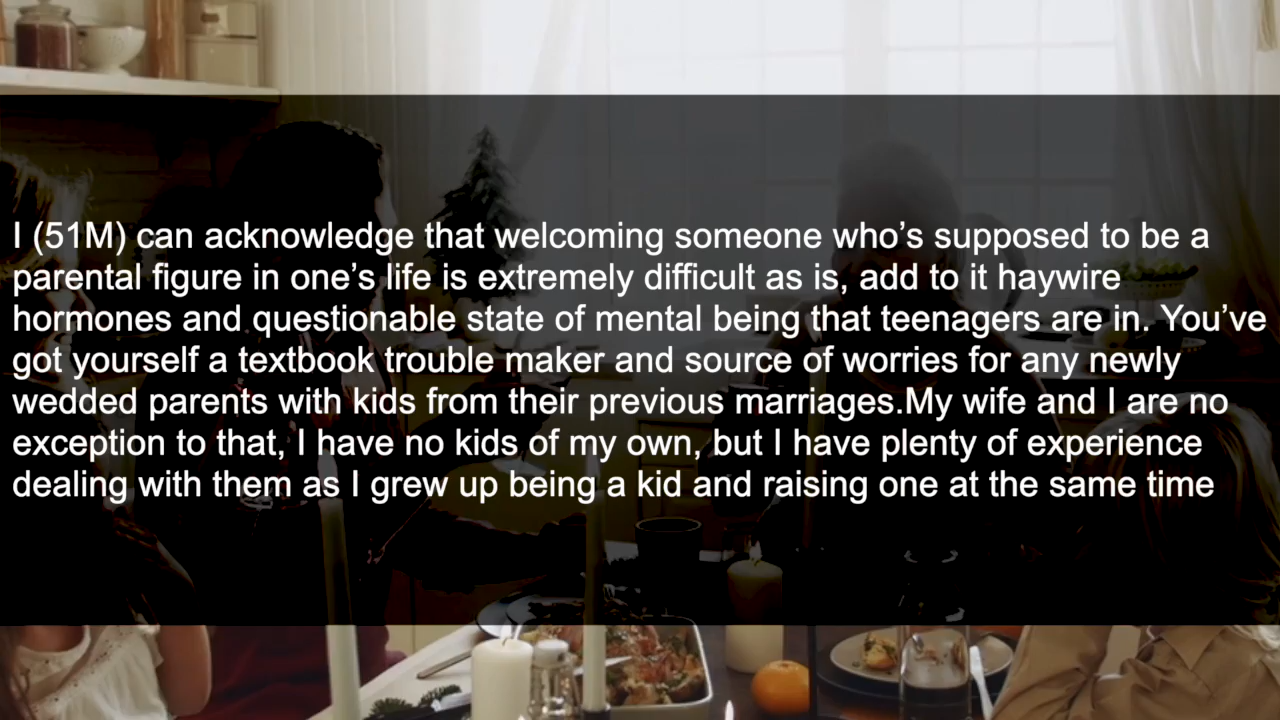 I (51M) can acknowledge that welcoming someone who’s supposed to be a
parental figure in one’s life is extremely difficult as is, add to it haywire
hormones and questionable state of mental being that teenagers are in. You’ve
got yourself a textbook trouble maker and source of worries for any newly
wedded parents with kids from their previous marriages.My wife and I are no
exception to that, I have no kids of my own, but I have plenty of experience
dealing with them as I grew up being a kid and raising one at the same time